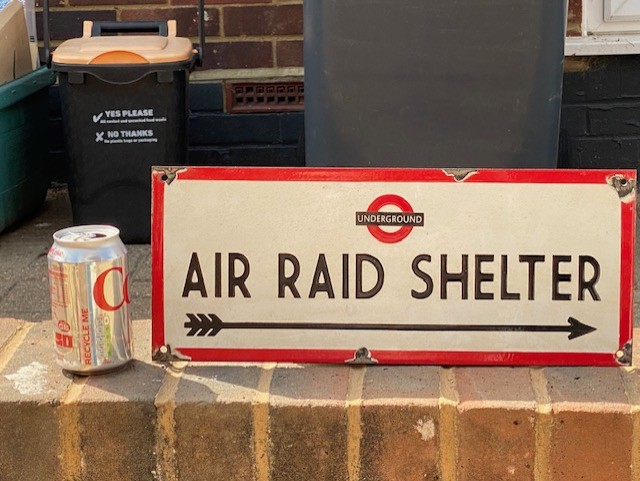 YES PLEASE
NO THANKS
UNDERGROUND
AIR RAID SHELTER
C
RECYCLE ME